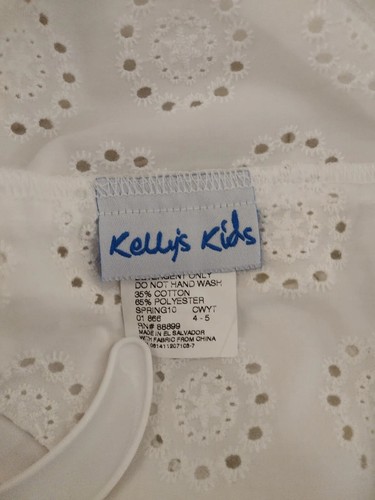 Kelly's Kids
DETERGENT ONLY
DO NOT HAND WASH
35% COTTON
65% POLYESTER
SPRING10 CWYT
01 866 4 - 5
RN# 88899
MADE IN EL SALVADOR
WITH FABRIC FROM CHINA